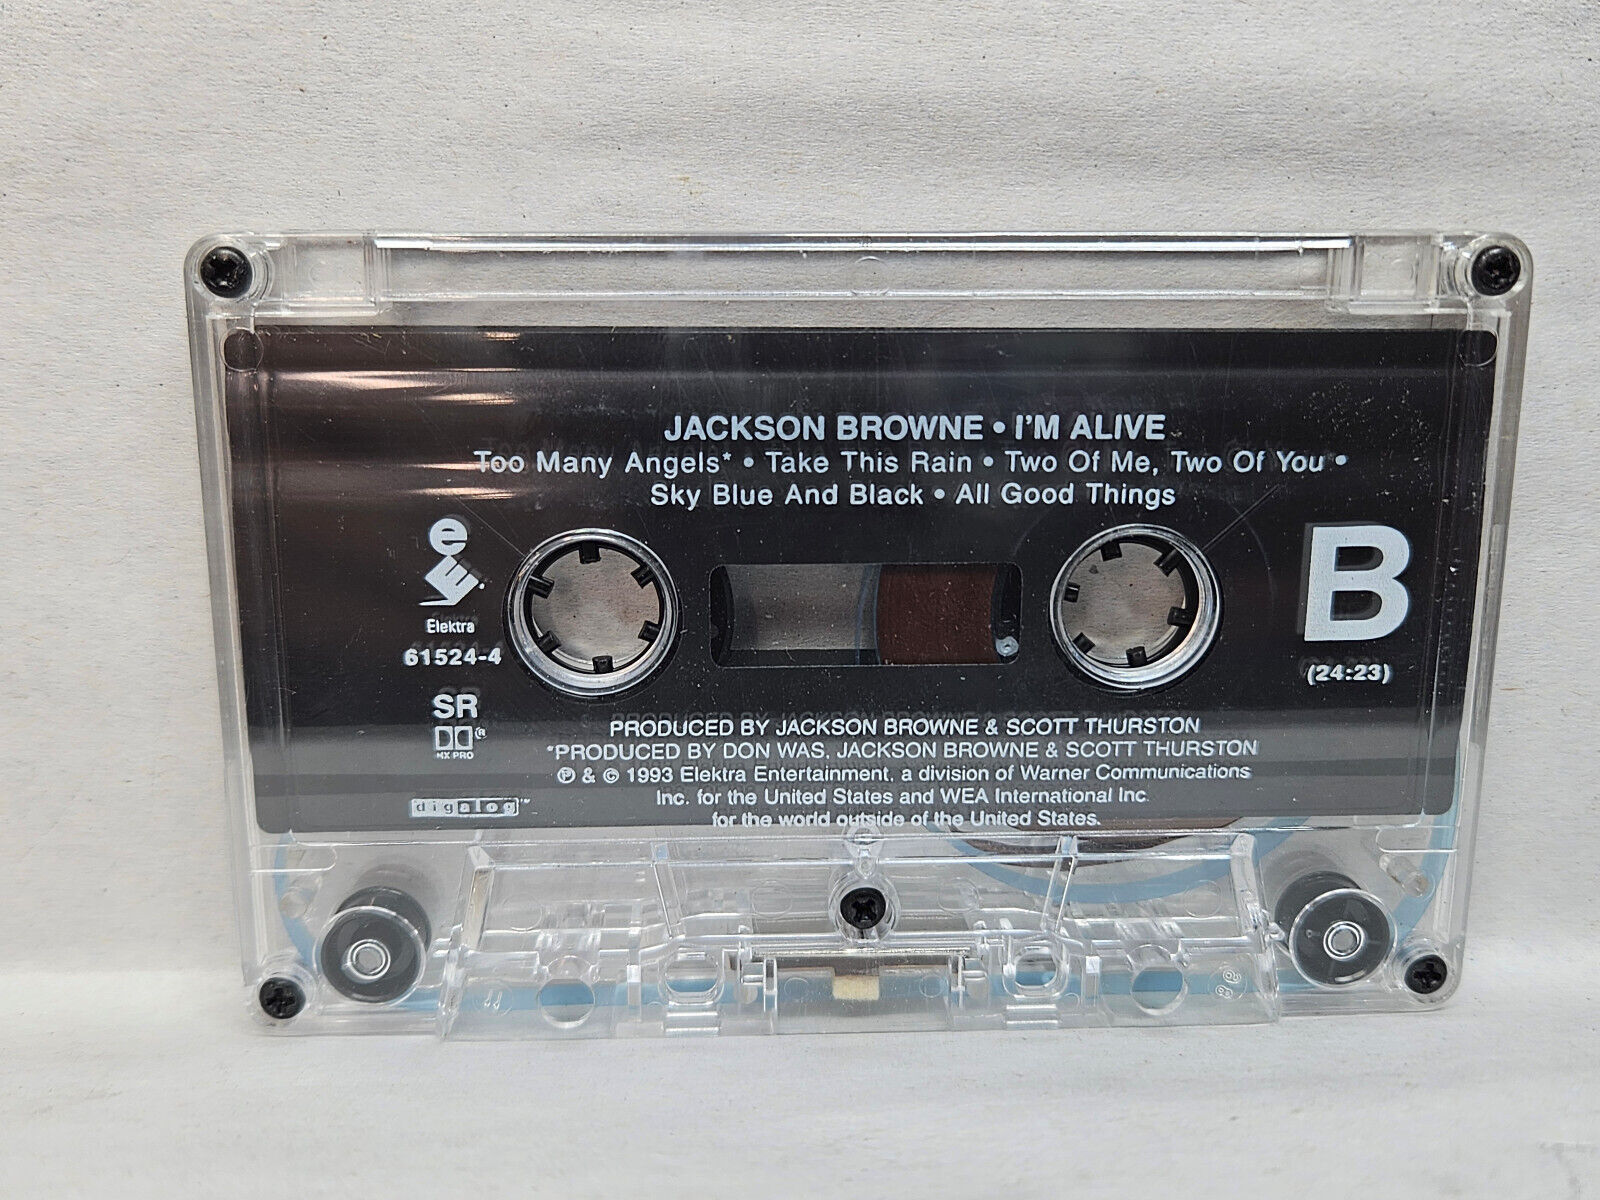 JACKSON BROWNE • I'M ALIVE
Too Many Angels* • Take This Rain • Two Of Me, Two Of You •
Sky Blue And Black • All Good Things
e
Elektra
61524-4
SR
HX PRO
digalog™
B
(24:23)
PRODUCED BY JACKSON BROWNE & SCOTT THURSTON
*PRODUCED BY DON WAS, JACKSON BROWNE & SCOTT THURSTON
℗ & © 1993 Elektra Entertainment, a division of Warner Communications
Inc. for the United States and WEA International Inc.
for the world outside of the United States.